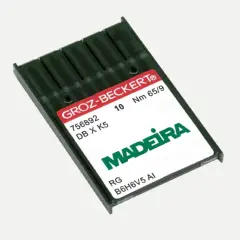 GROZ-BECKERT®
756892 10 Nm 65/9
DB X K5
MADEIRA
RG
B6H6V5 AI